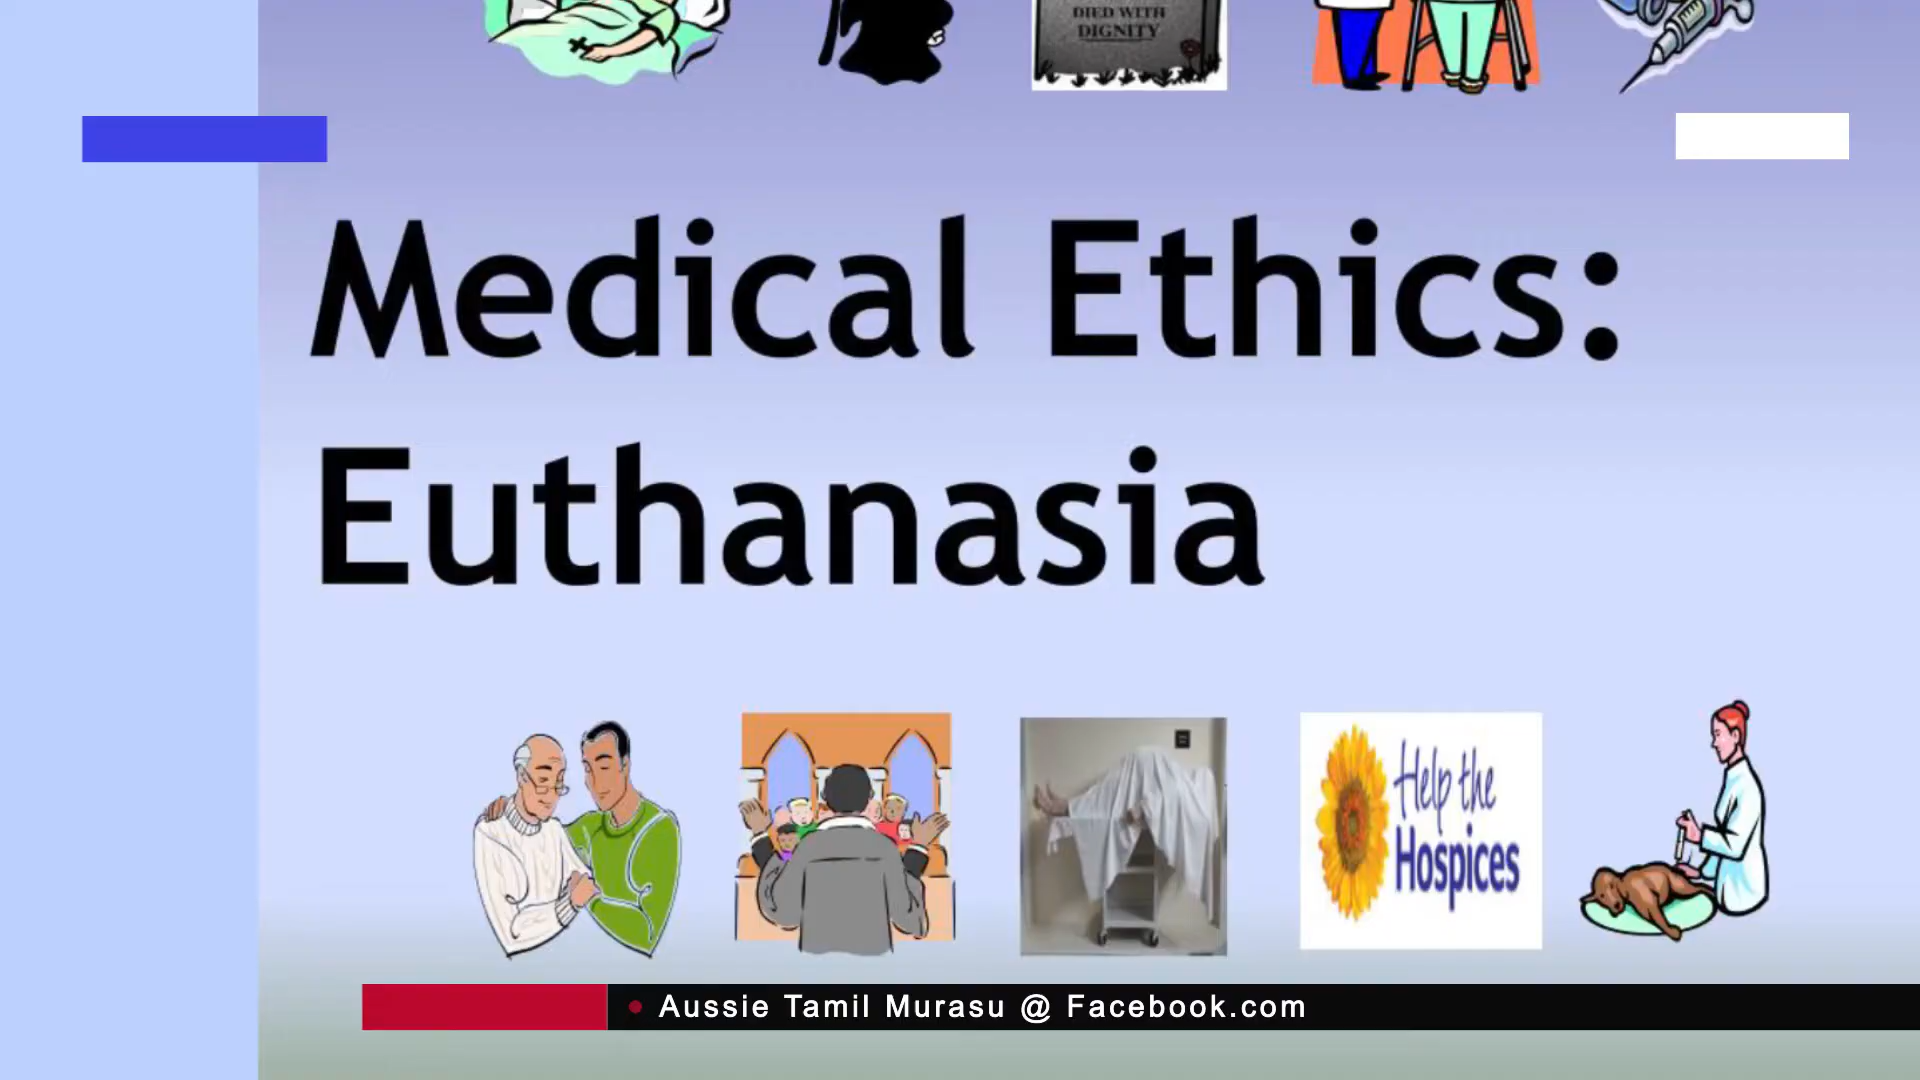 DIED WITH
DIGNITY
Medical Ethics:
Euthanasia
Help the
Hospices
Aussie Tamil Murasu @ Facebook.com